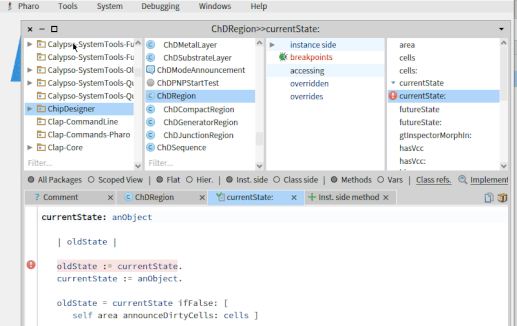 Pharo Tools System Debugging Windows Help
ChDRegion>>currentState:
Calypso-SystemTools-Fu
Calypso-SystemTools-Fu
Calypso-SystemTools-Ol
Calypso-SystemTools-Qu
Calypso-SystemTools-Qu
ChipDesigner
Clap-CommandLine
Clap-Commands-Pharo
Clap-Core
Filter...
ChDMetalLayer
ChDSubstrateLayer
ChDModeAnnouncement
ChDPNPStartTest
ChDRegion
ChDCompactRegion
ChDGeneratorRegion
ChDJunctionRegion
ChDSequence
Filter...
instance side
breakpoints
accessing
overridden
overrides
area
cells
cells:
currentState
currentState:
futureState
futureState:
gtInspectorMorphIn:
hasVcc
hasVcc:
Filter...
All Packages Scoped View | Flat Hier. | Inst. side Class side | Methods Vars | Class refs. Implement
? Comment × ChDRegion × currentState: × + Inst. side method ×
currentState: anObject
| oldState |
oldState := currentState.
currentState := anObject.
oldState = currentState ifFalse: [
self area announceDirtyCells: cells ]